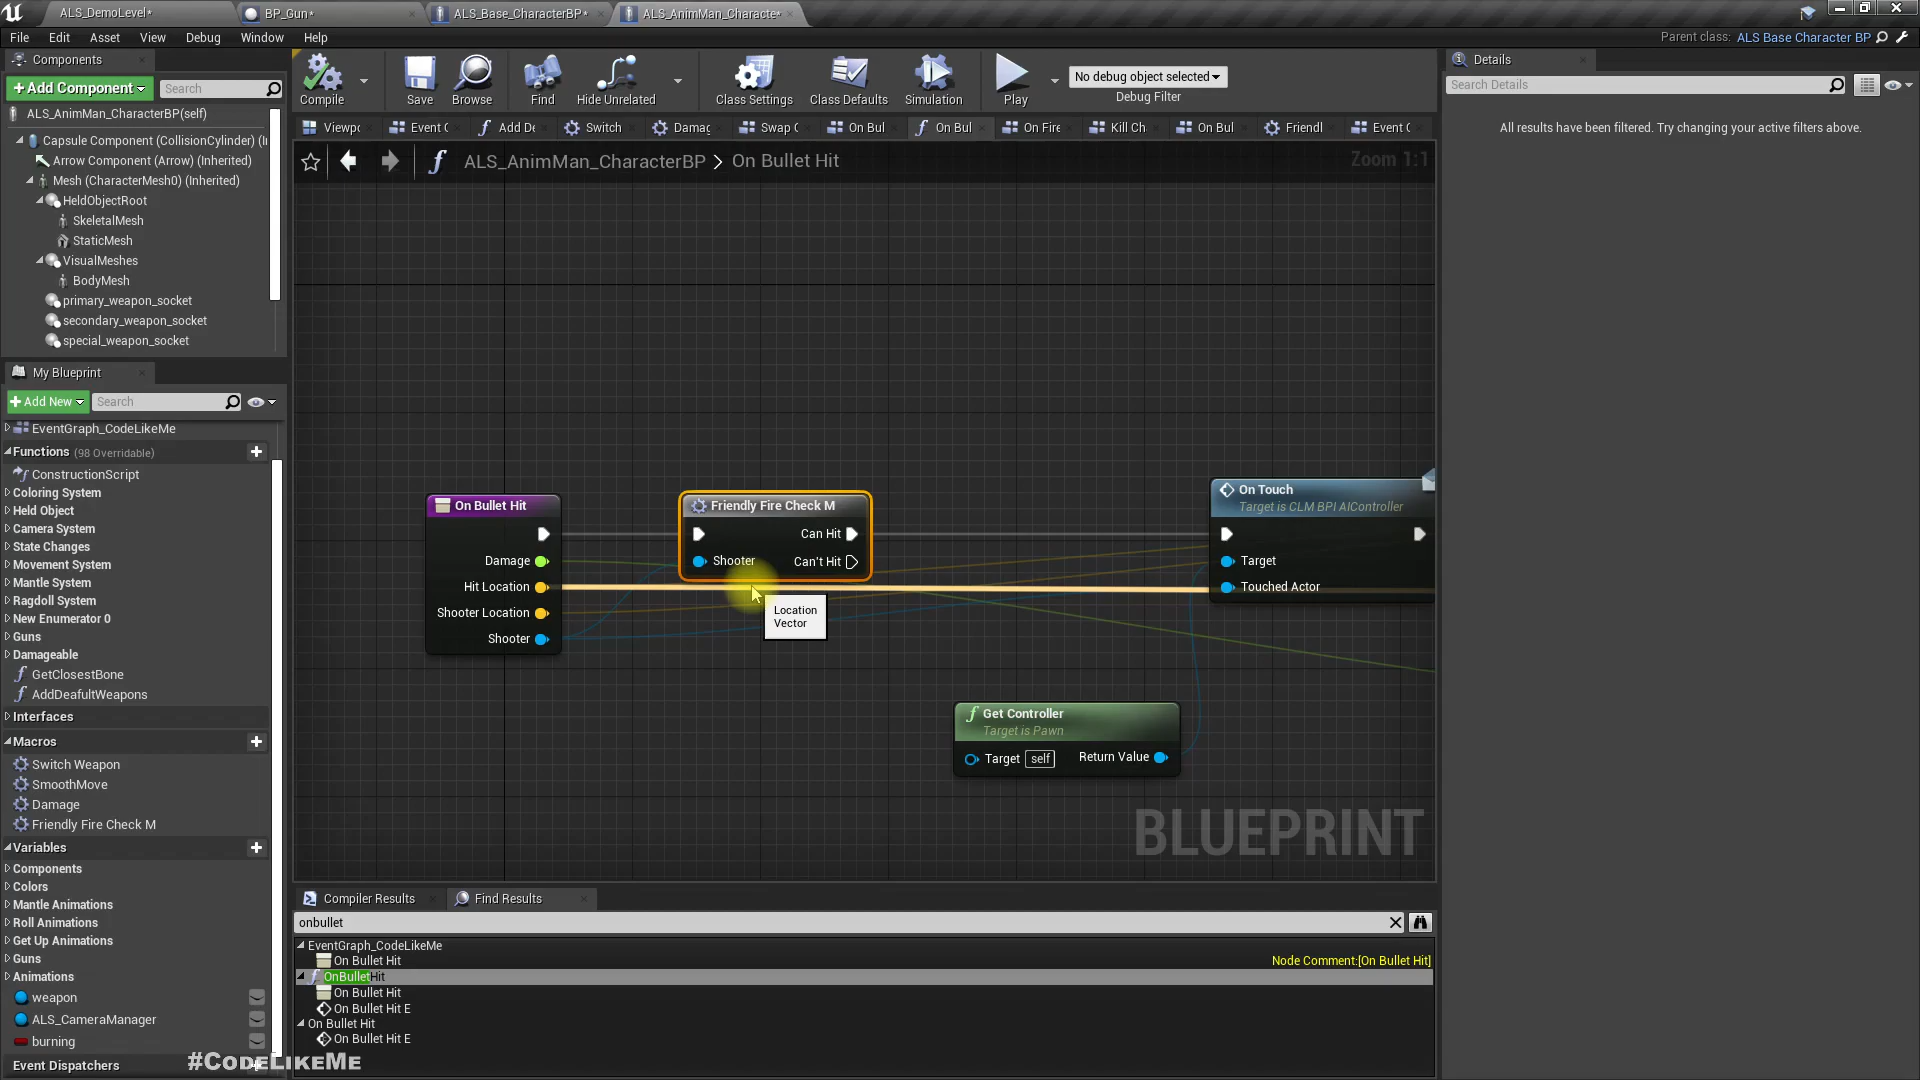 ALS_DemoLevel*
BP_Gun*
ALS_Base_CharacterBP*
ALS_AnimMan_Characte*
File
Edit
Asset
View
Debug
Window
Help
Parent class:
ALS Base Character BP
Components
Details
+Add Component
Search
Compile
Save
Browse
Find
Hide Unrelated
Class Settings
Class Defaults
Simulation
Play
No debug object selected
Debug Filter
Search Details
All results have been filtered. Try changing your active filters above.
ALS_AnimMan_CharacterBP(self)
Capsule Component (CollisionCylinder) (I
Arrow Component (Arrow) (Inherited)
Mesh (CharacterMesh0) (Inherited)
HeldObjectRoot
SkeletalMesh
StaticMesh
VisualMeshes
BodyMesh
primary_weapon_socket
secondary_weapon_socket
special_weapon_socket
Viewpo
Event G
Add De
Switch
Damag
Swap C
On Bul
On Bul
On Fire
Kill Ch
On Bul
Friendl
Event G
ALS_AnimMan_CharacterBP > On Bullet Hit
Zoom 1:1
My Blueprint
+Add New
Search
EventGraph_CodeLikeMe
Functions (98 Overridable)
ConstructionScript
Coloring System
Held Object
Camera System
State Changes
Movement System
Mantle System
Ragdoll System
New Enumerator 0
Guns
Damageable
GetClosestBone
AddDeafultWeapons
Interfaces
Macros
Switch Weapon
SmoothMove
Damage
Friendly Fire Check M
Variables
Components
Colors
Mantle Animations
Roll Animations
Get Up Animations
Guns
Animations
weapon
ALS_CameraManager
burning
Event Dispatchers
On Bullet Hit
Damage
Hit Location
Shooter Location
Shooter
Friendly Fire Check M
Can Hit
Shooter
Can't Hit
Location
Vector
On Touch
Target is CLM BPI AIController
Target
Touched Actor
Get Controller
Target is Pawn
Target
self
Return Value
BLUEPRINT
Compiler Results
Find Results
onbullet
EventGraph_CodeLikeMe
On Bullet Hit
Node Comment:[On Bullet Hit]
OnBulletHit
On Bullet Hit
On Bullet Hit E
On Bullet Hit
On Bullet Hit E
#CodeLikeMe